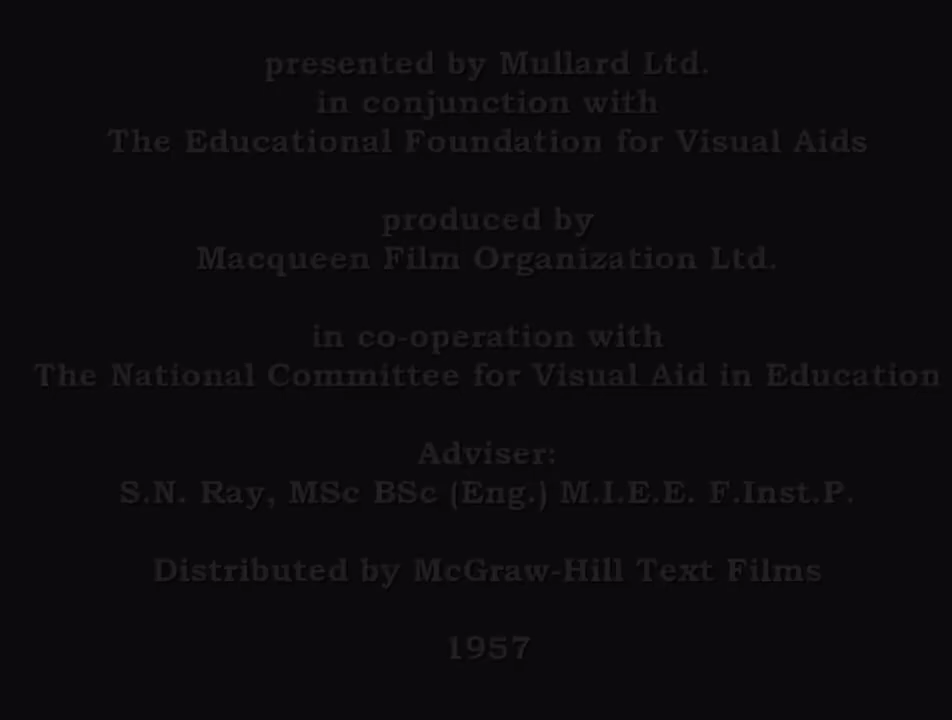 presented by Mullard Ltd.
in conjunction with
The Educational Foundation for Visual Aids
produced by
Macqueen Film Organization Ltd.
in co-operation with
The National Committee for Visual Aid in Education
Adviser:
S.N. Ray, MSc BSc (Eng.) M.I.E.E. F.Inst.P.
Distributed by McGraw-Hill Text Films
1957